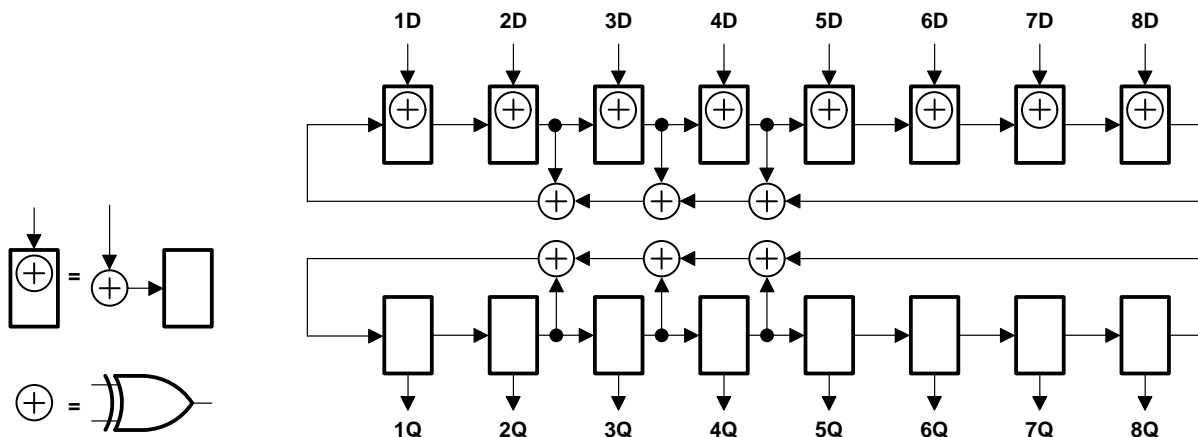 1D 2D 3D 4D 5D 6D 7D 8D
=
=
1Q 2Q 3Q 4Q 5Q 6Q 7Q 8Q